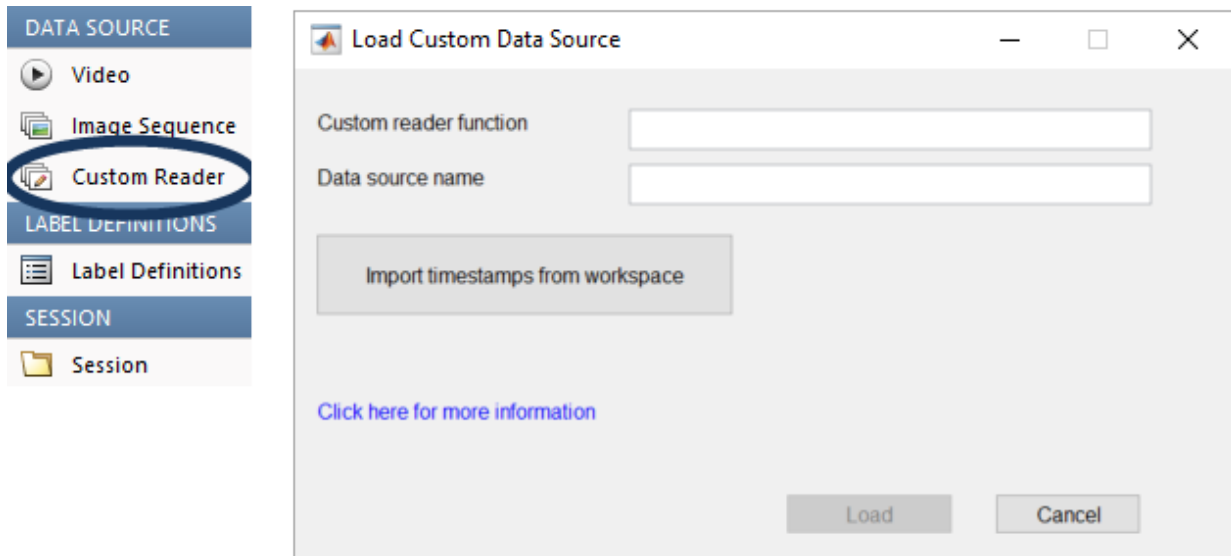 DATA SOURCE
Video
Image Sequence
Custom Reader
LABEL DEFINITIONS
Label Definitions
SESSION
Session
Load Custom Data Source
Custom reader function
Data source name
Import timestamps from workspace
Click here for more information
Load
Cancel